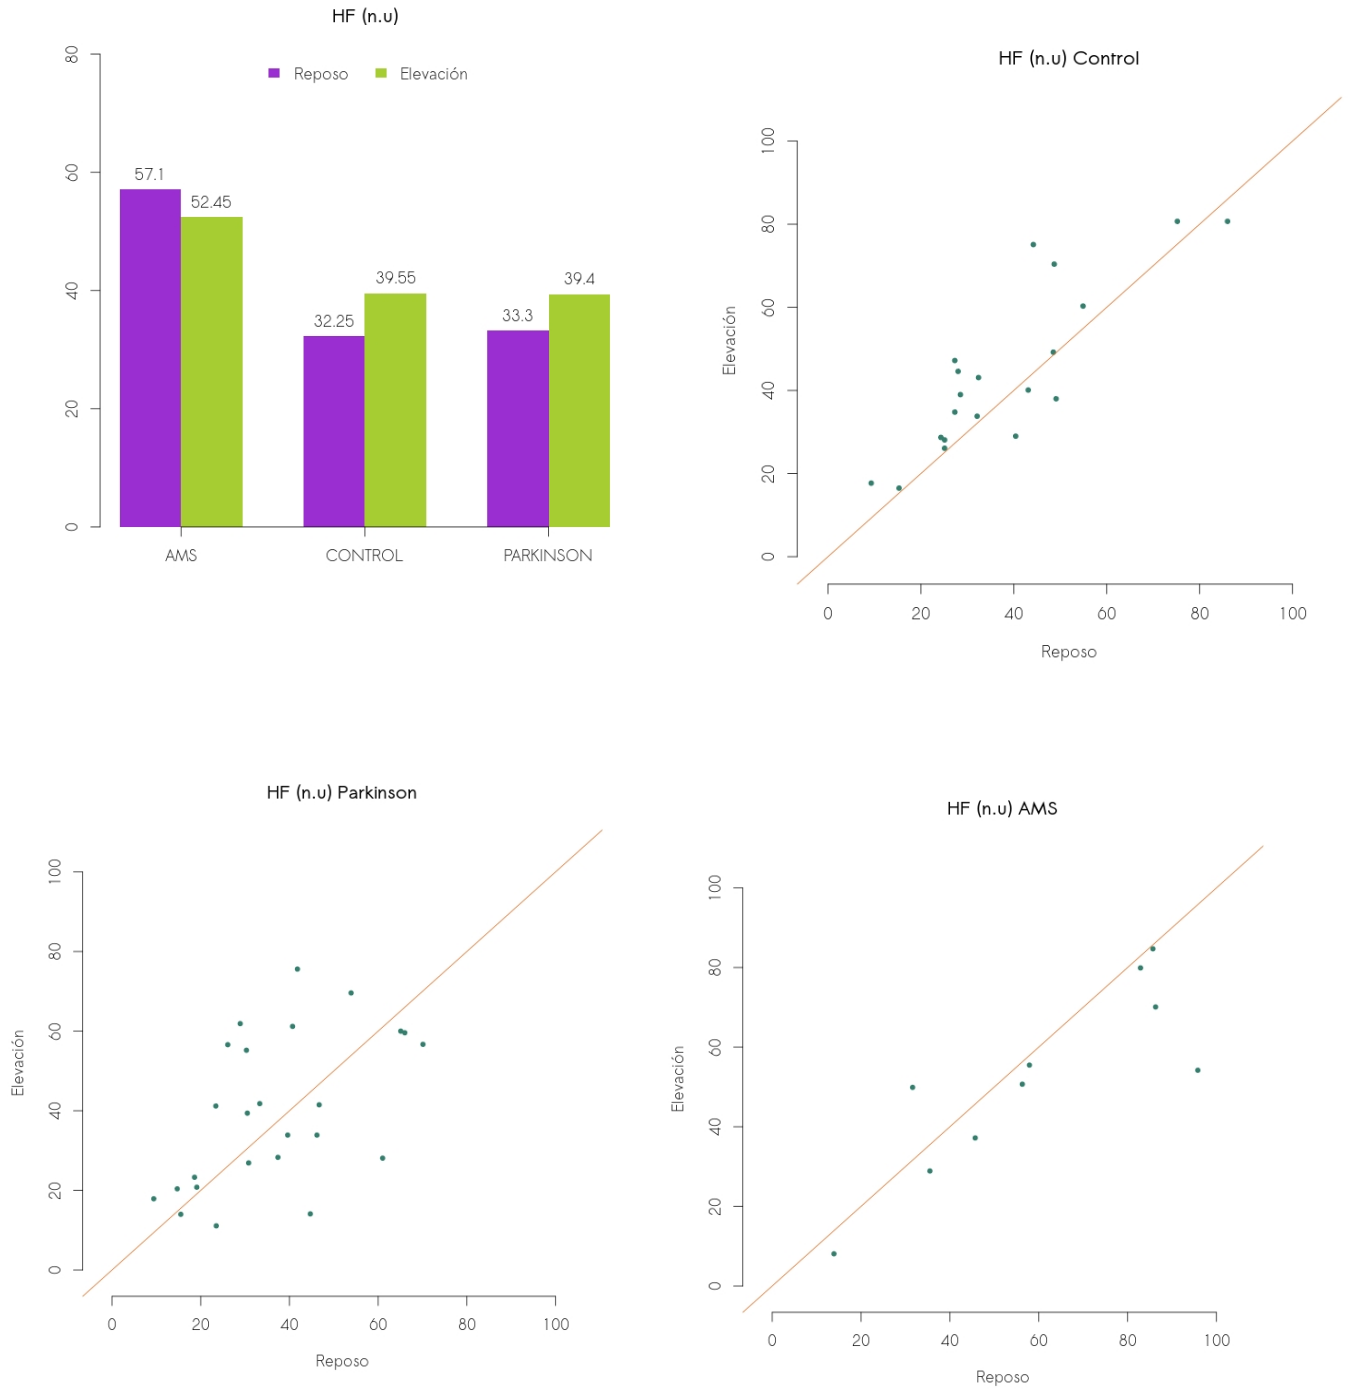 HF (n.u)
Reposo Elevación
80
60
40
20
0
57.1
52.45
32.25
39.55
33.3
39.4
AMS CONTROL PARKINSON
HF (n.u) Control
Elevación
100
80
60
40
20
0
0 20 40 60 80 100
Reposo
HF (n.u) Parkinson
Elevación
100
80
60
40
20
0
0 20 40 60 80 100
Reposo
HF (n.u) AMS
Elevación
100
80
60
40
20
0
0 20 40 60 80 100
Reposo